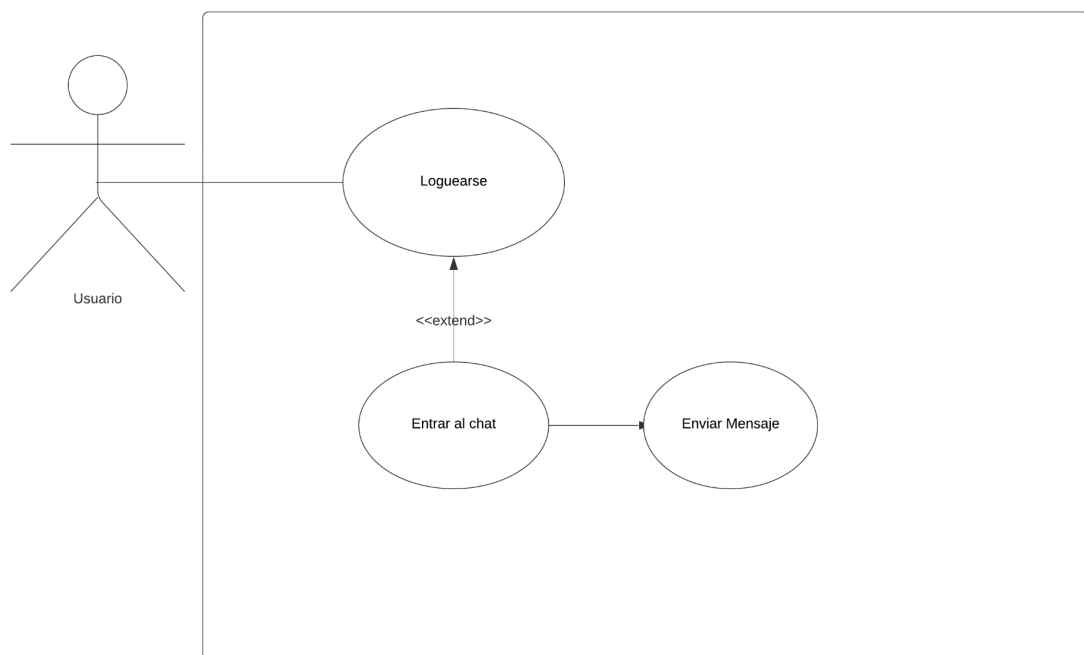 Loguearse
Usuario
<<extend>>
Entrar al chat
Enviar Mensaje